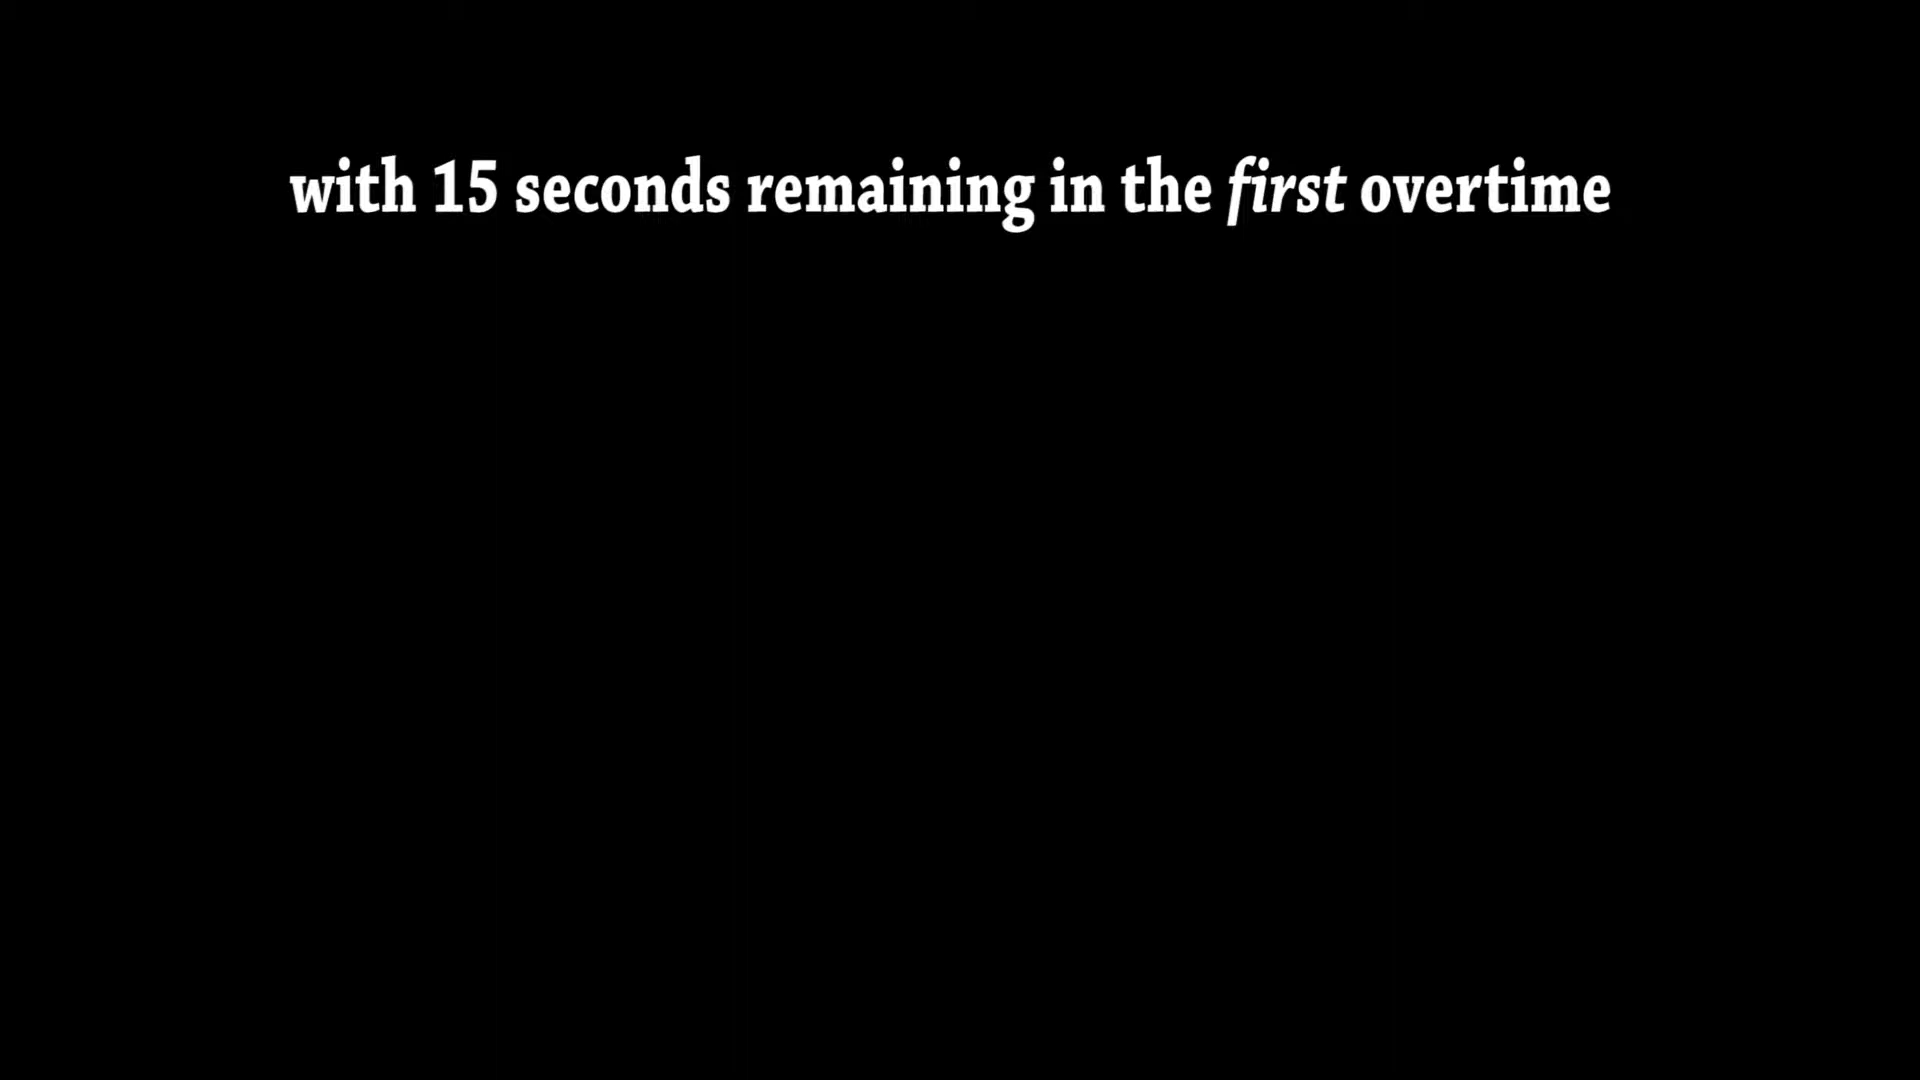 with 15 seconds remaining in the first overtime